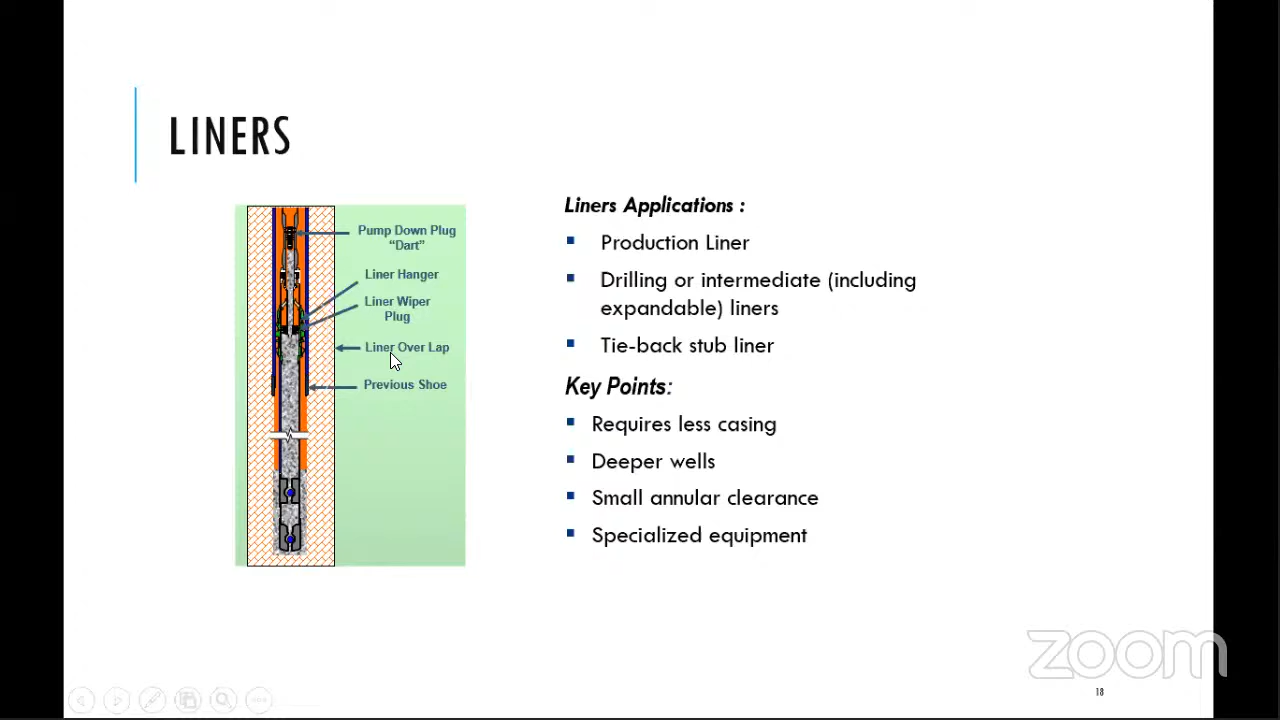 LINERS
Pump Down Plug
“Dart”
Liner Hanger
Liner Wiper
Plug
Liner Over Lap
Previous Shoe
Liners Applications :
Production Liner
Drilling or intermediate (including
expandable) liners
Tie-back stub liner
Key Points:
Requires less casing
Deeper wells
Small annular clearance
Specialized equipment
zoom
18